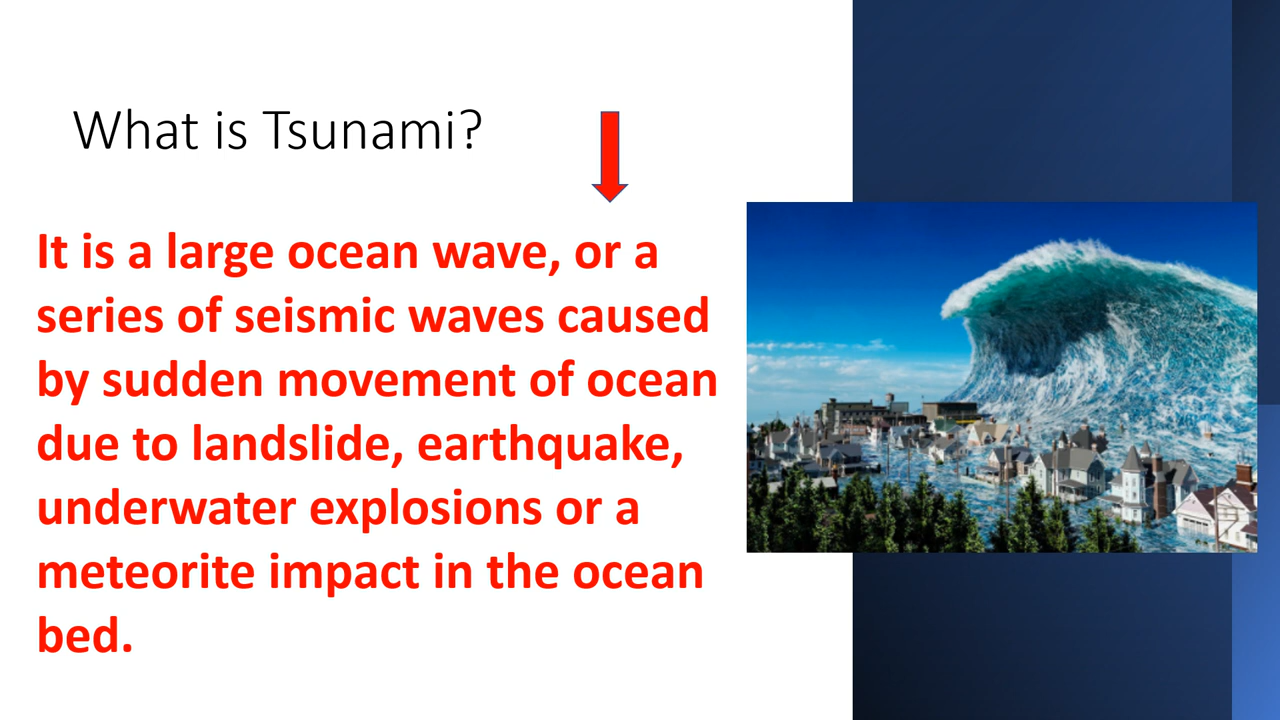 What is Tsunami?
It is a large ocean wave, or a
series of seismic waves caused
by sudden movement of ocean
due to landslide, earthquake,
underwater explosions or a
meteorite impact in the ocean
bed.